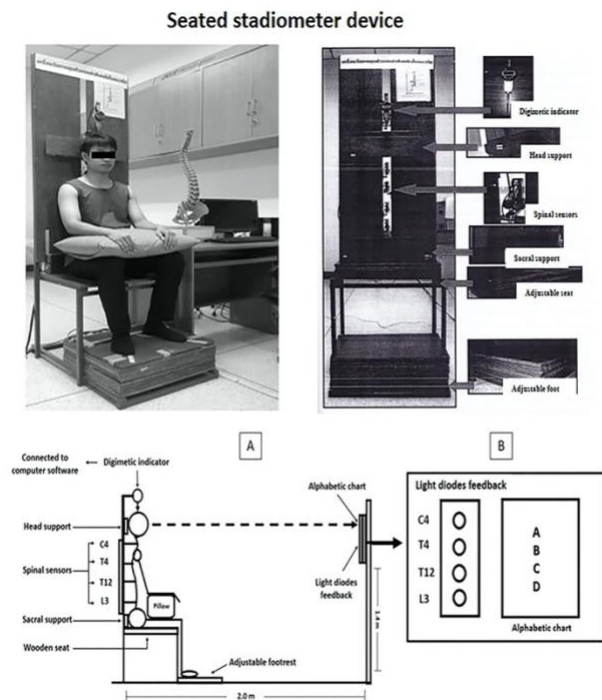 Seated stadiometer device
Digimetic indicator
Head support
Spinal sensors
Sacral support
Adjustable seat
Adjustable foot
A
B
Connected to
computer software
Digimetic indicator
Head support
Spinal sensors
C4
T4
T12
L3
Sacral support
Wooden seat
Pillow
Adjustable footrest
2.0 m
1.4 m
Alphabetic chart
Light diodes
feedback
Light diodes feedback
C4
T4
T12
L3
A
B
C
D
Alphabetic chart